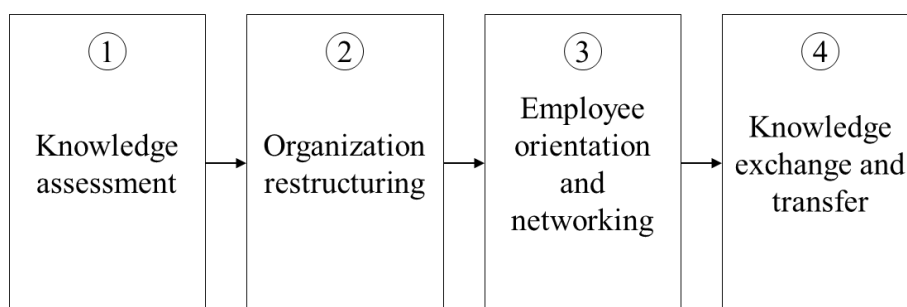 ①
Knowledge
assessment
②
Organization
restructuring
③
Employee
orientation
and
networking
④
Knowledge
exchange and
transfer